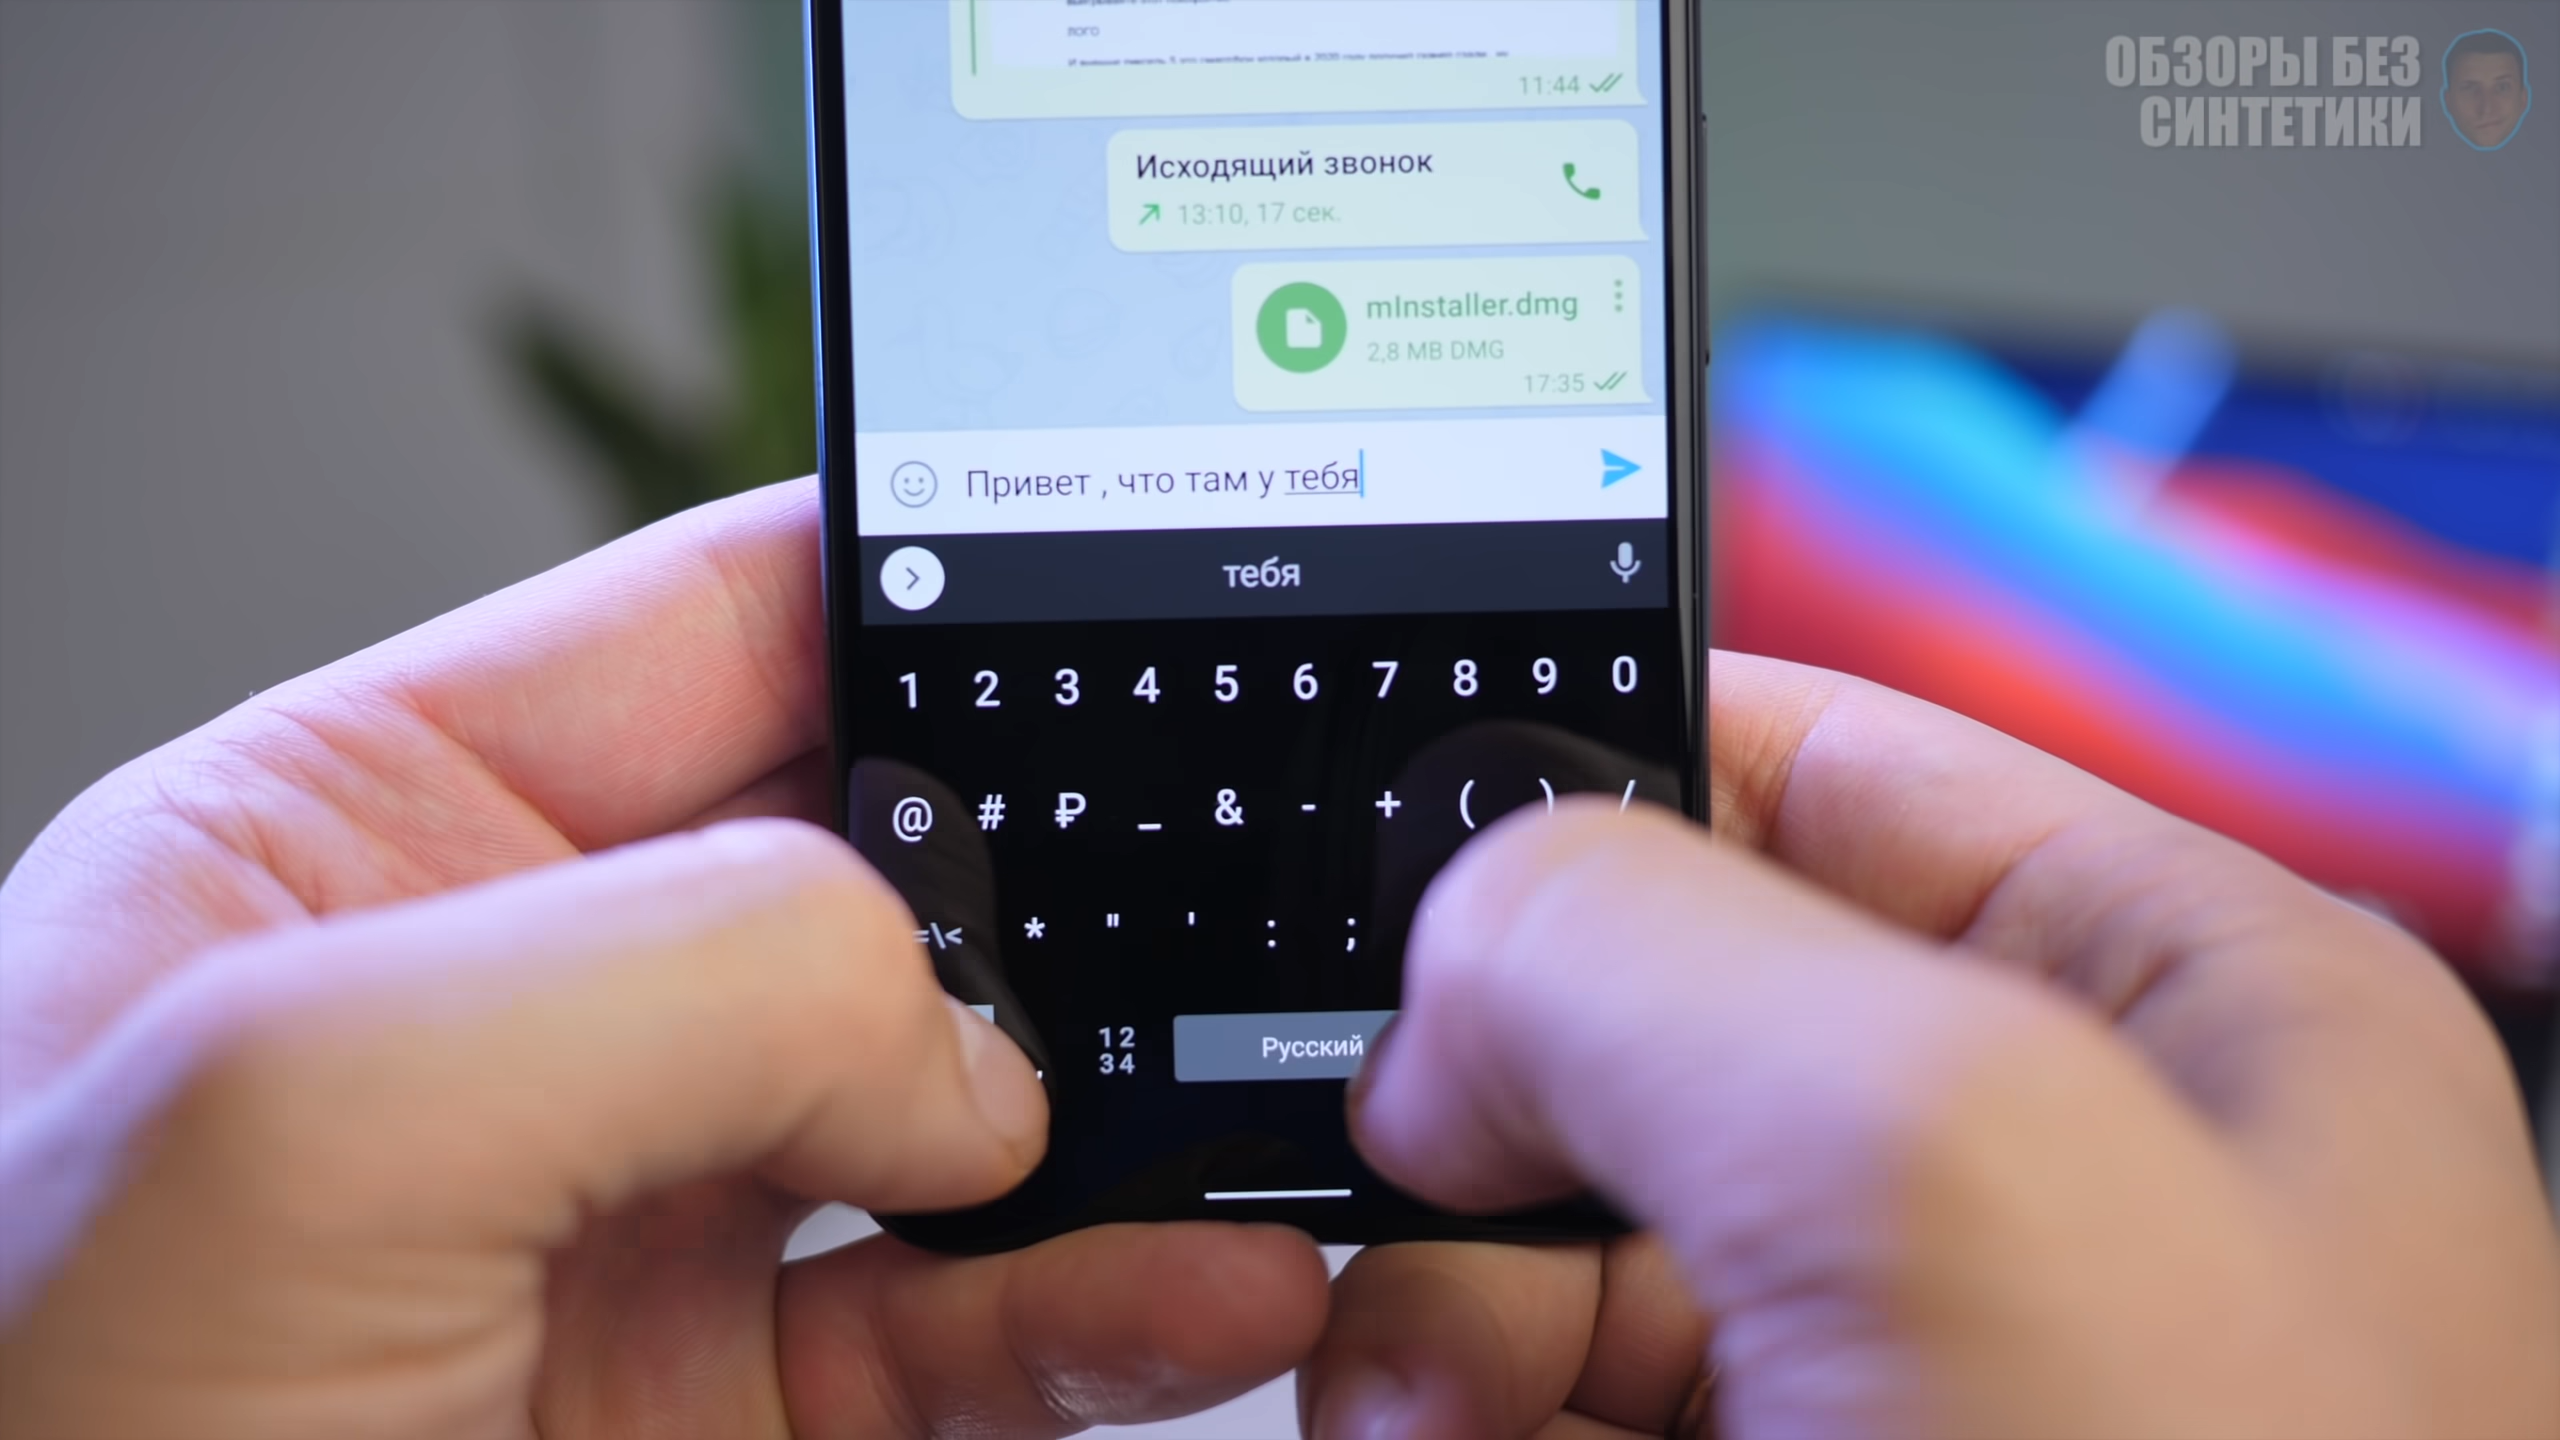 ОБЗОРЫ БЕЗ
СИНТЕТИКИ
лого
11:44
Исходящий звонок
13:10, 17 сек.
mInstaller.dmg
2,8 MB DMG
17:35
Привет , что там у тебя
тебя
1 2 3 4 5 6 7 8 9 0
@ # ₽ _ & - + ( ) /
=\< * " ' : ;
, 12 Русский
34